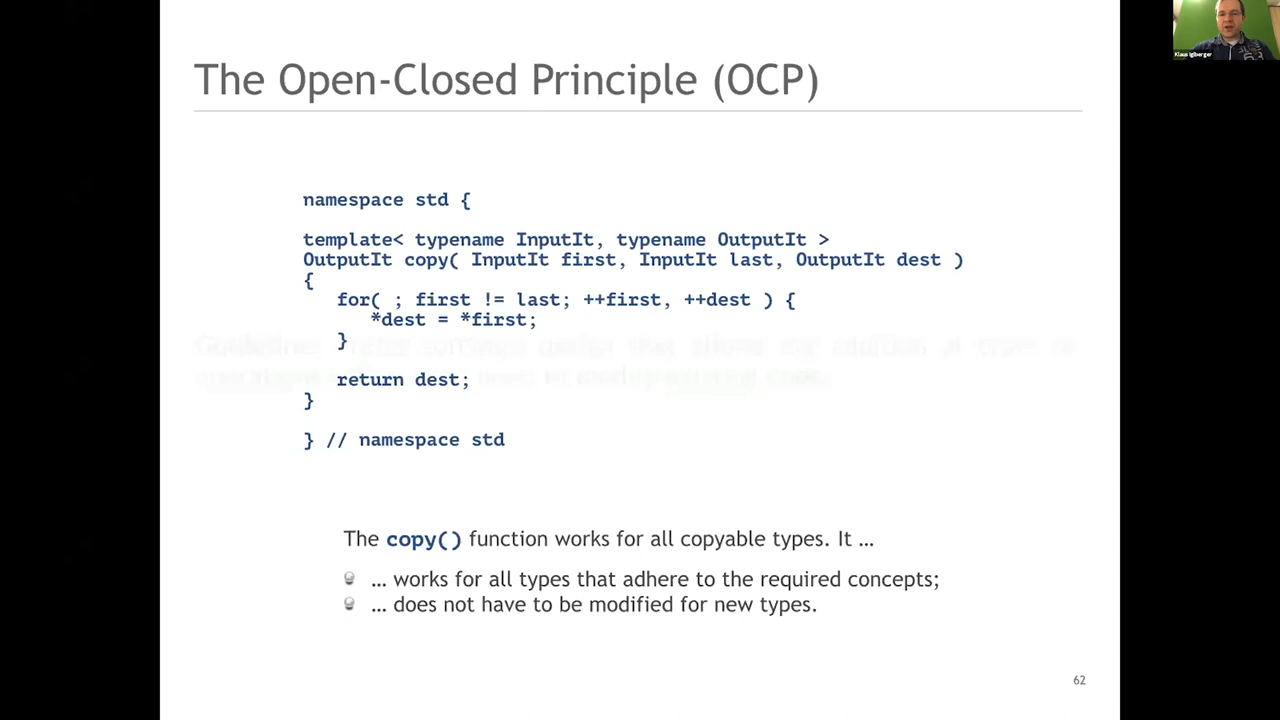 The Open-Closed Principle (OCP)
Klaus Iglberger
namespace std {
template< typename InputIt, typename OutputIt >
OutputIt copy( InputIt first, InputIt last, OutputIt dest )
{
for( ; first != last; ++first, ++dest ) {
*dest = *first;
}
return dest;
}
} // namespace std
The copy() function works for all copyable types. It …
… works for all types that adhere to the required concepts;
… does not have to be modified for new types.
62